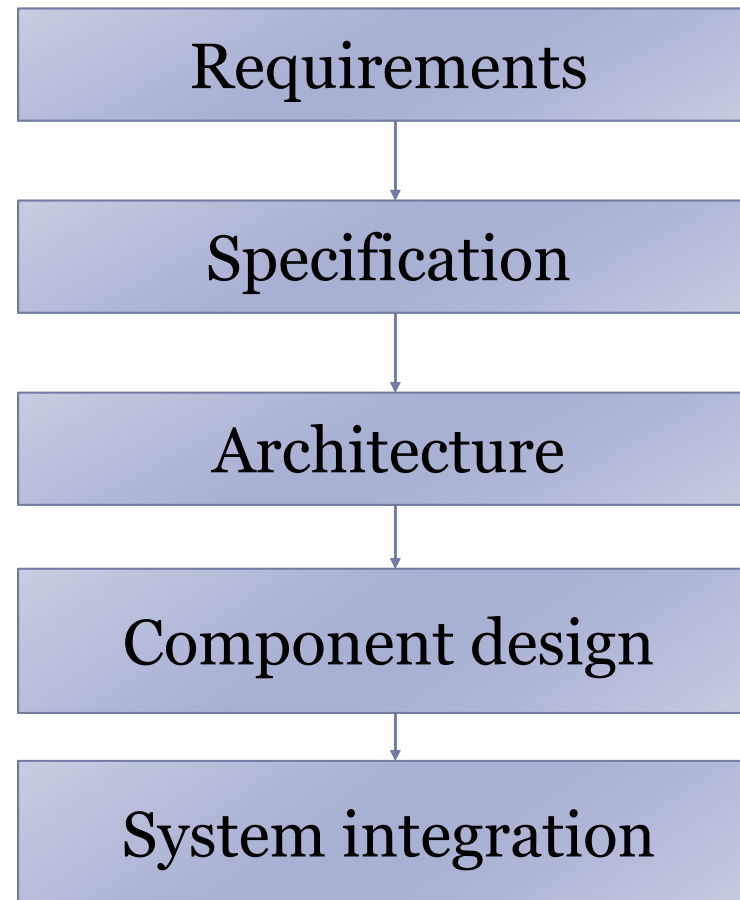 Requirements
Specification
Architecture
Component design
System integration